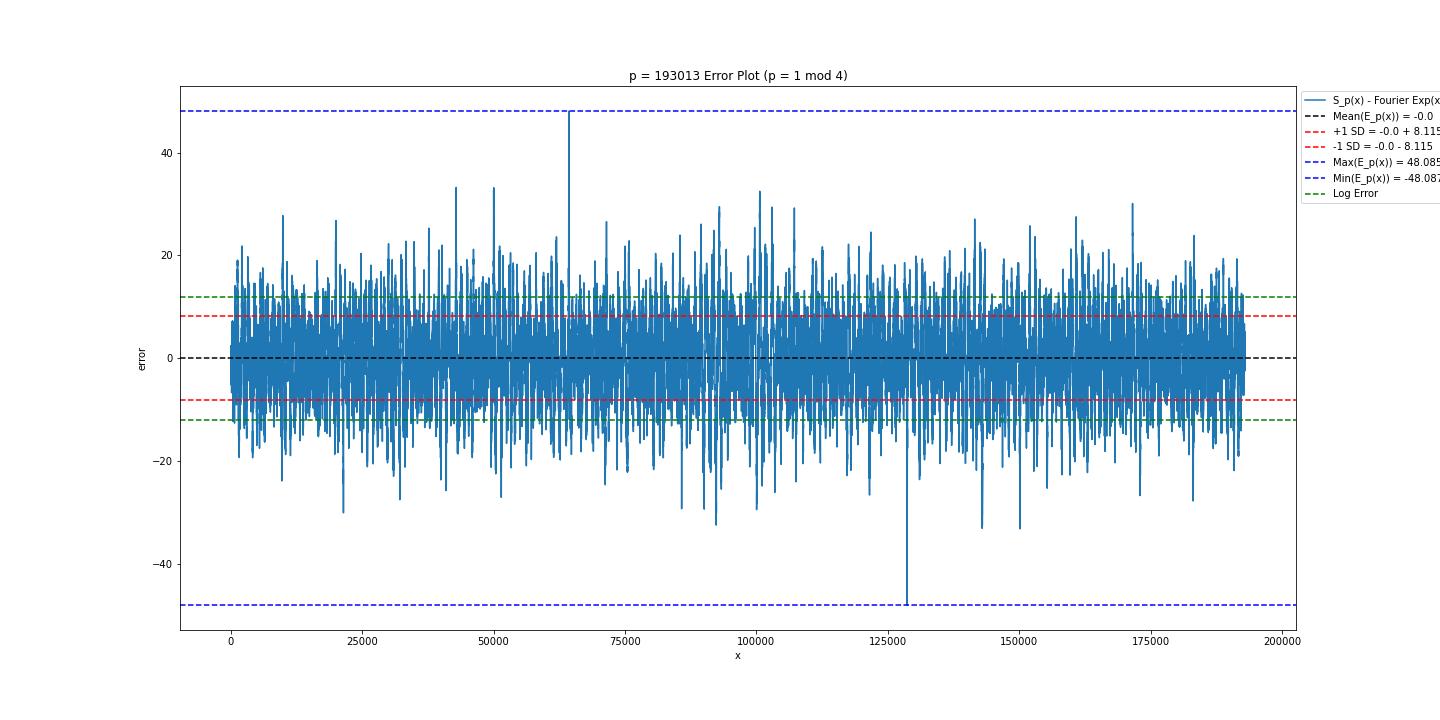 p = 193013 Error Plot (p = 1 mod 4)
S_p(x) - Fourier Exp(x
Mean(E_p(x)) = -0.0
+1 SD = -0.0 + 8.115
-1 SD = -0.0 - 8.115
Max(E_p(x)) = 48.085
Min(E_p(x)) = -48.087
Log Error
error
40
20
0
−20
−40
0 25000 50000 75000 100000 125000 150000 175000 200000
x